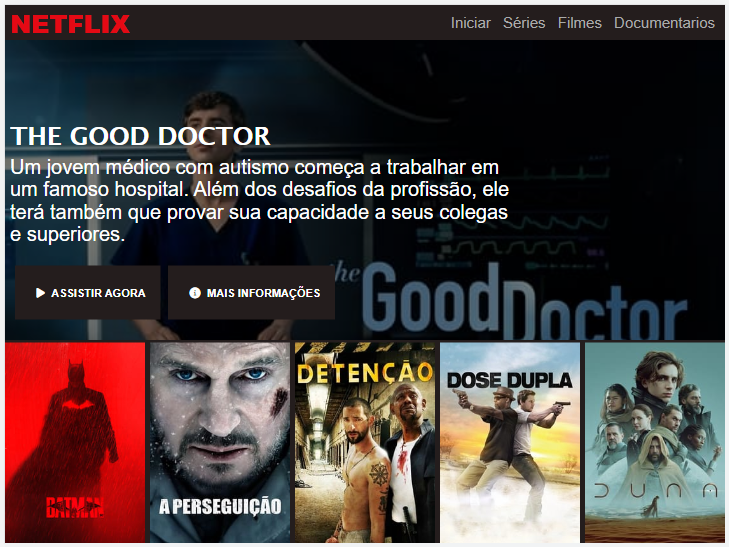 NETFLIX
Iniciar Séries Filmes Documentarios
THE GOOD DOCTOR
Um jovem médico com autismo começa a trabalhar em
um famoso hospital. Além dos desafios da profissão, ele
terá também que provar sua capacidade a seus colegas
e superiores.
ASSISTIR AGORA MAIS INFORMAÇÕES
the
GoodDoctor
BATMAN
A PERSEGUIÇÃO
DETENÇÃO
DOSE DUPLA
DUNA